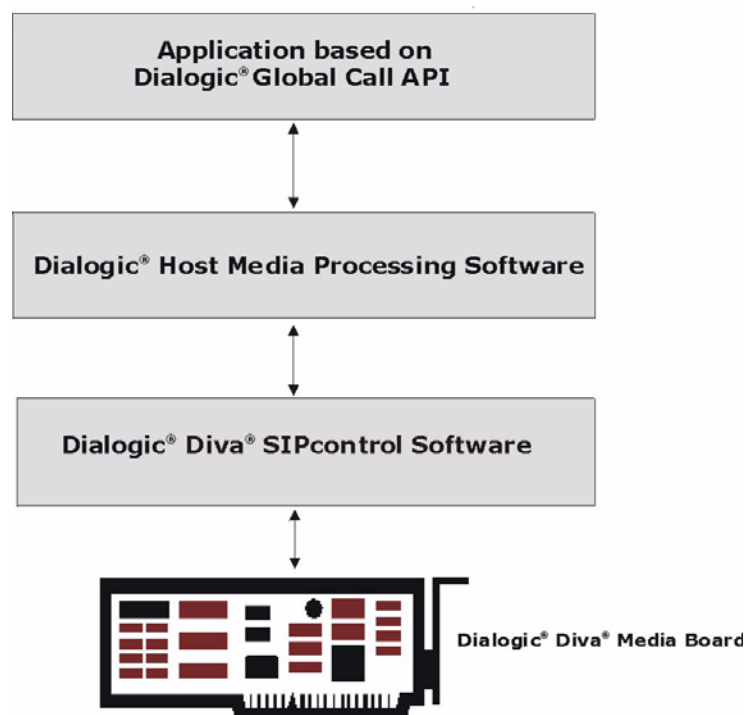 Application based on
Dialogic® Global Call API
Dialogic® Host Media Processing Software
Dialogic® Diva® SIPcontrol Software
Dialogic® Diva® Media Board